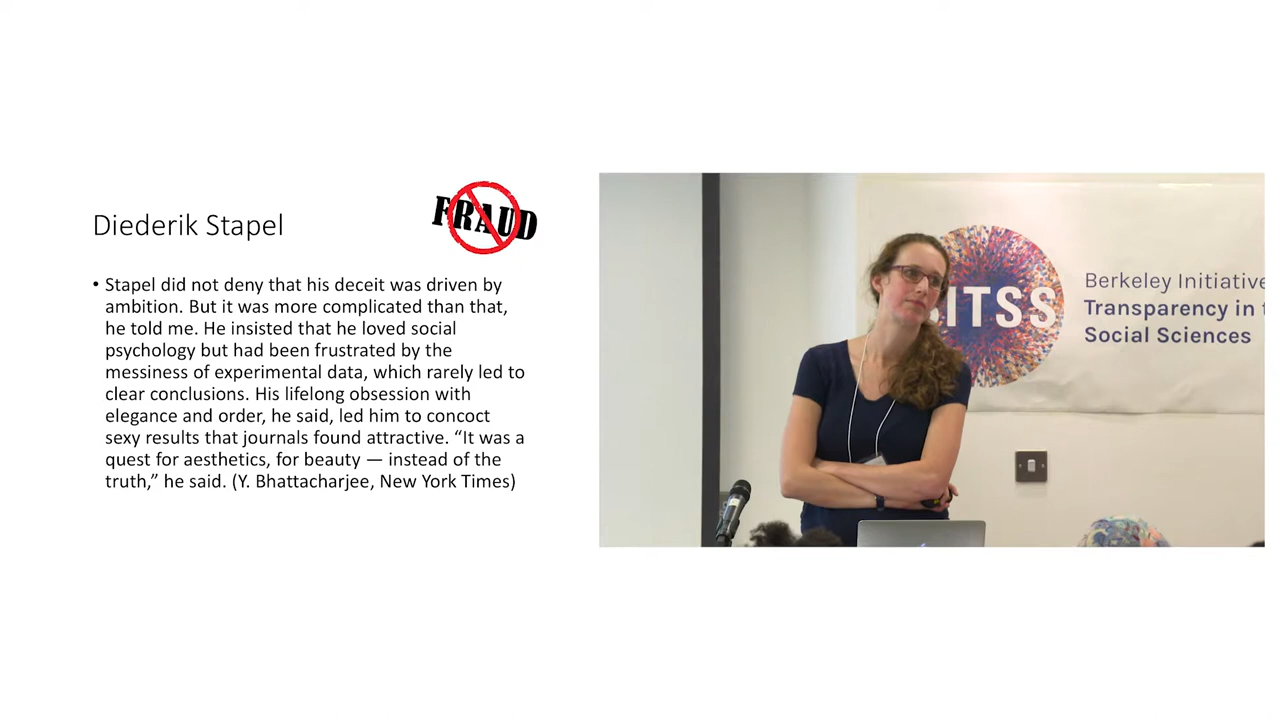 Diederik Stapel
FRAUD
• Stapel did not deny that his deceit was driven by
ambition. But it was more complicated than that,
he told me. He insisted that he loved social
psychology but had been frustrated by the
messiness of experimental data, which rarely led to
clear conclusions. His lifelong obsession with
elegance and order, he said, led him to concoct
sexy results that journals found attractive. “It was a
quest for aesthetics, for beauty — instead of the
truth,” he said. (Y. Bhattacharjee, New York Times)
ITSS
Berkeley Initiative
Transparency in
Social Sciences